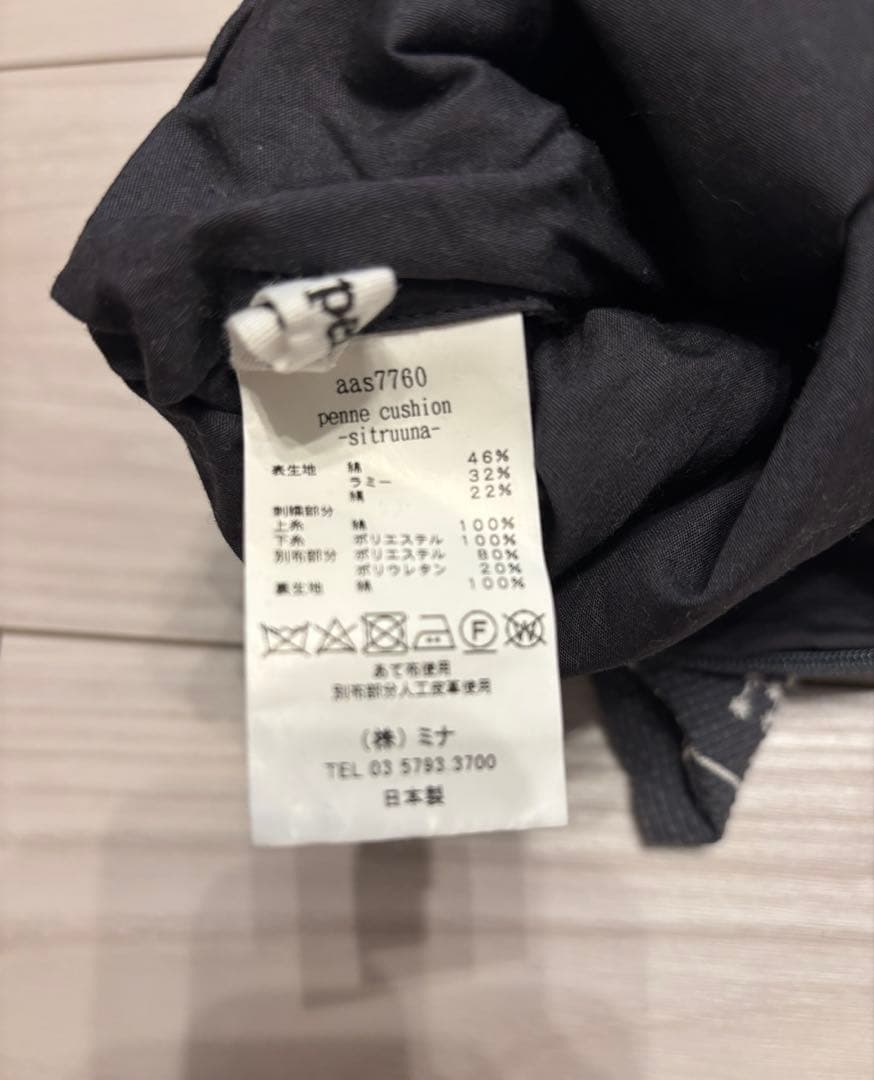 pe
aas7760
penne cushion
-sitruuna-
表生地 綿 46%
ラミー 32%
絹 22%
刺繍部分
上糸 綿 100%
下糸 ポリエステル 100%
別布部分 ポリエステル 80%
ポリウレタン 20%
裏生地 綿 100%
F W
あて布使用
別布部分人工皮革使用
(株)ミナ
TEL 03 5793 3700
日本製